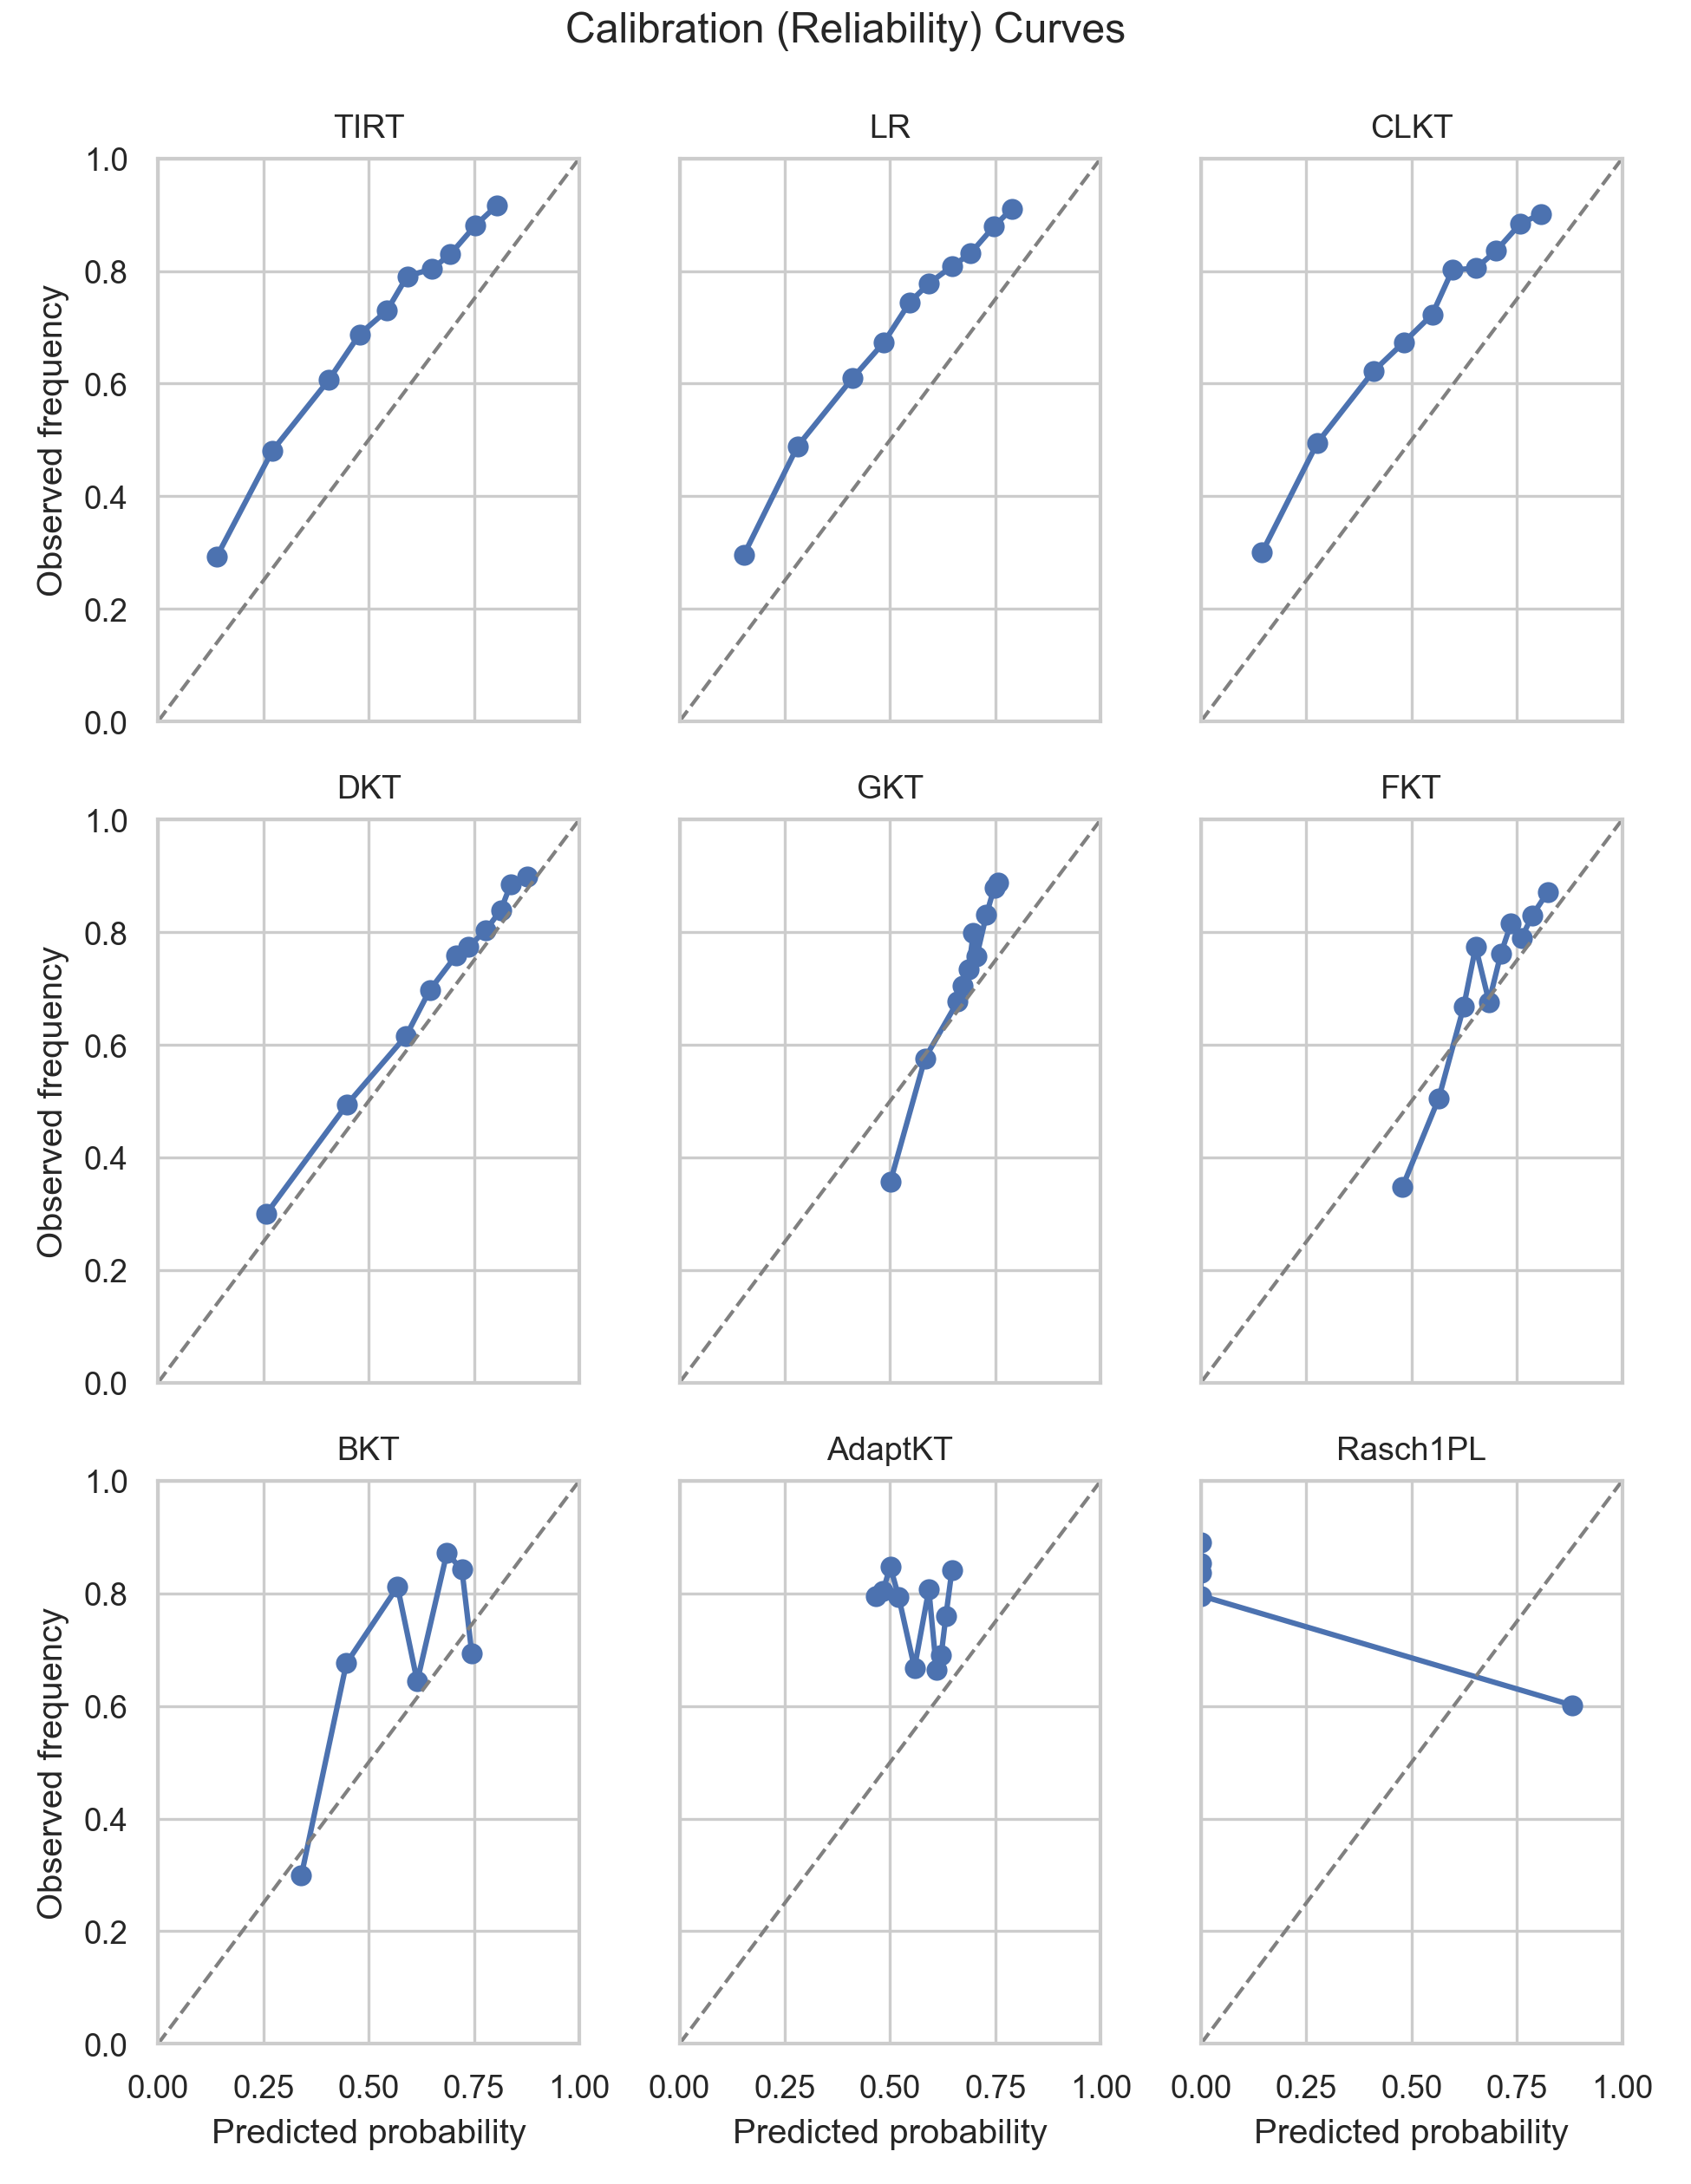 Calibration (Reliability) Curves
TIRT
LR
CLKT
1.0
0.8
0.6
0.4
0.2
0.0
Observed frequency
DKT
GKT
FKT
1.0
0.8
0.6
0.4
0.2
0.0
Observed frequency
BKT
AdaptKT
Rasch1PL
1.0
0.8
0.6
0.4
0.2
0.0
Observed frequency
0.00 0.25 0.50 0.75 1.00
0.00 0.25 0.50 0.75 1.00
0.00 0.25 0.50 0.75 1.00
Predicted probability
Predicted probability
Predicted probability